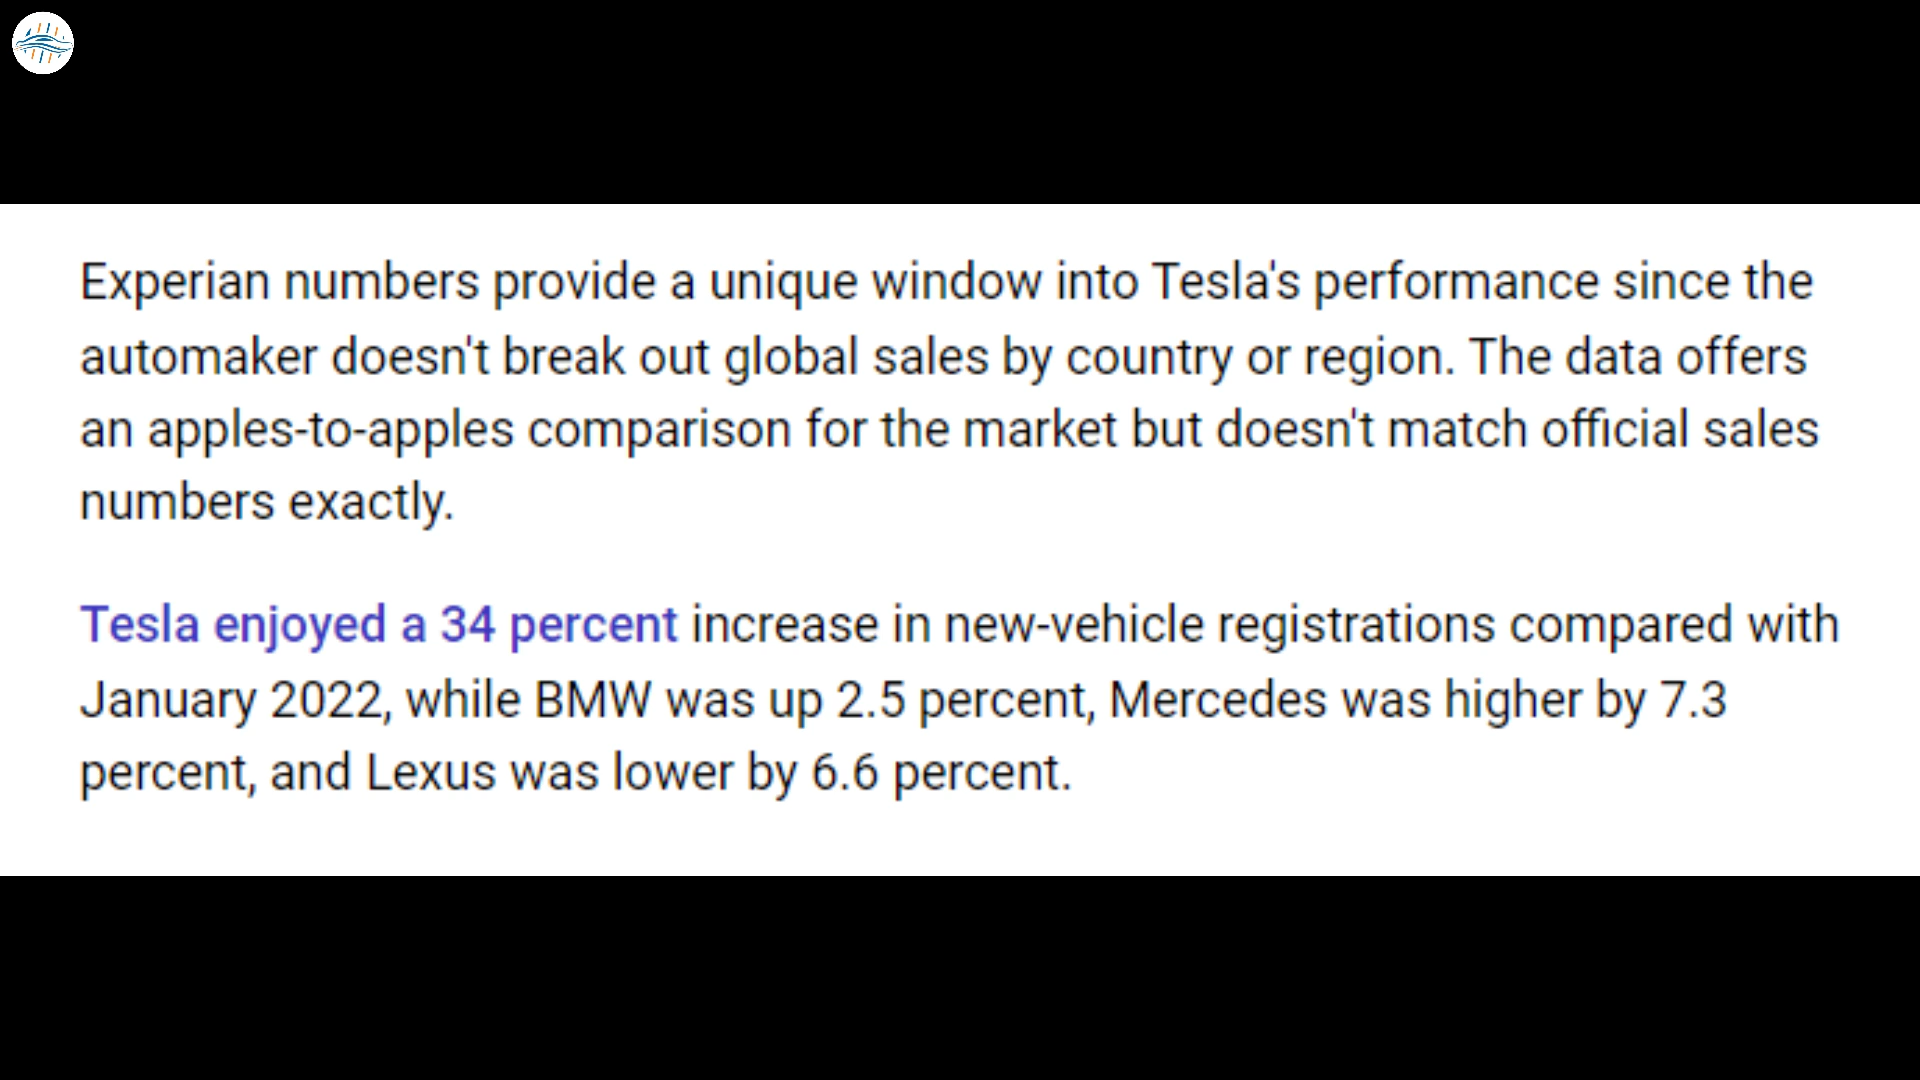 Experian numbers provide a unique window into Tesla's performance since the
automaker doesn't break out global sales by country or region. The data offers
an apples-to-apples comparison for the market but doesn't match official sales
numbers exactly.
Tesla enjoyed a 34 percent increase in new-vehicle registrations compared with
January 2022, while BMW was up 2.5 percent, Mercedes was higher by 7.3
percent, and Lexus was lower by 6.6 percent.